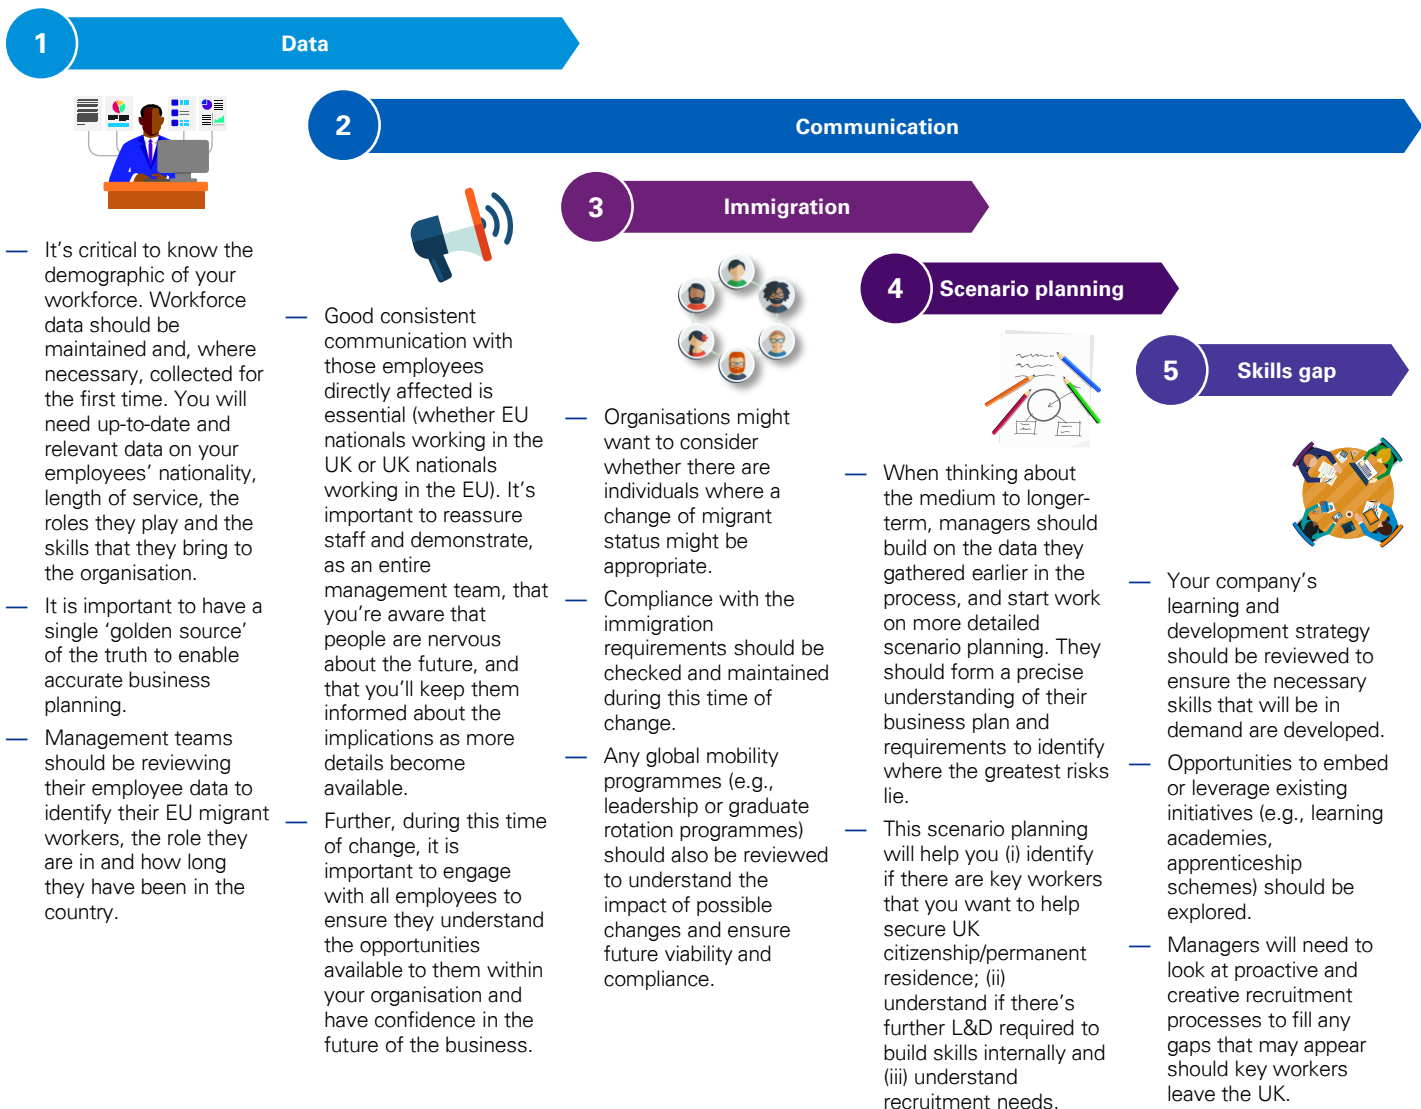 1
Data
It's critical to know the
demographic of your
workforce. Workforce
data should be
maintained and, where
necessary, collected for
the first time. You will
need up-to-date and
relevant data on your
employees' nationality,
length of service, the
roles they play and the
skills that they bring to
the organisation.
It is important to have a
single 'golden source'
of the truth to enable
accurate business
planning.
Management teams
should be reviewing
their employee data to
identify their EU migrant
workers, the role they
are in and how long
they have been in the
country.
2
Communication
Good consistent
communication with
those employees
directly affected is
essential (whether EU
nationals working in the
UK or UK nationals
working in the EU). It's
important to reassure
staff and demonstrate,
as an entire
management team, that
you're aware that
people are nervous
about the future, and
that you'll keep them
informed about the
implications as more
details become
available.
Further, during this time
of change, it is
important to engage
with all employees to
ensure they understand
the opportunities
available to them within
your organisation and
have confidence in the
future of the business.
3
Immigration
Organisations might
want to consider
whether there are
individuals where a
change of migrant
status might be
appropriate.
Compliance with the
immigration
requirements should be
checked and maintained
during this time of
change.
Any global mobility
programmes (e.g.,
leadership or graduate
rotation programmes)
should also be reviewed
to understand the
impact of possible
changes and ensure
future viability and
compliance.
4
Scenario planning
When thinking about
the medium to longer-
term, managers should
build on the data they
gathered earlier in the
process, and start work
on more detailed
scenario planning. They
should form a precise
understanding of their
business plan and
requirements to identify
where the greatest risks
lie.
This scenario planning
will help you (i) identify
if there are key workers
that you want to help
secure UK
citizenship/permanent
residence; (ii)
understand if there's
further L&D required to
build skills internally and
(iii) understand
recruitment needs.
5
Skills gap
Your company's
learning and
development strategy
should be reviewed to
ensure the necessary
skills that will be in
demand are developed.
Opportunities to embed
or leverage existing
initiatives (e.g., learning
academies,
apprenticeship
schemes) should be
explored.
Managers will need to
look at proactive and
creative recruitment
processes to fill any
gaps that may appear
should key workers
leave the UK.